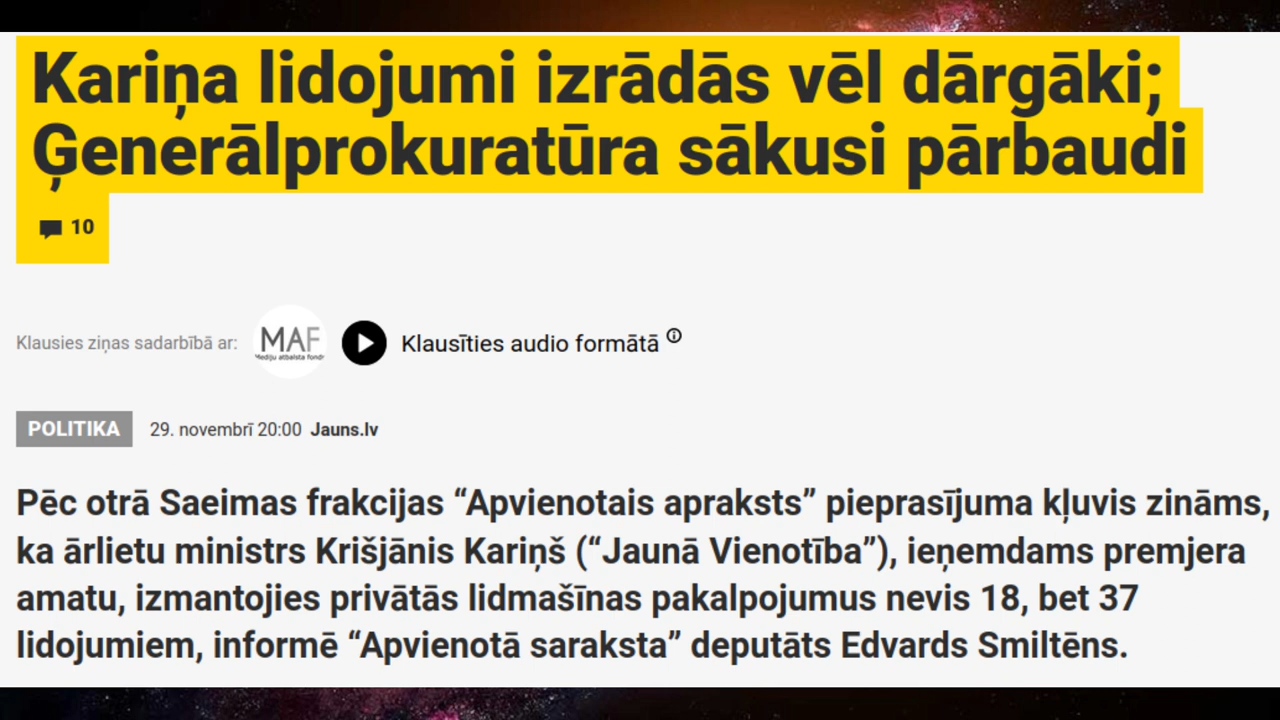 Kariņa lidojumi izrādās vēl dārgāki;
Ģenerālprokuratūra sākusi pārbaudi
10
Klausies ziņas sadarbībā ar:
MAF
Mediju atbalsta fonds
Klausīties audio formātā
POLITIKA 29. novembrī 20:00 Jauns.lv
Pēc otrā Saeimas frakcijas “Apvienotais apraksts” pieprasījuma kļuvis zināms,
ka ārlietu ministrs Krišjānis Kariņš (“Jaunā Vienotība”), ieņemdams premjera
amatu, izmantojies privātās lidmašīnas pakalpojumus nevis 18, bet 37
lidojumiem, informē “Apvienotā saraksta” deputāts Edvards Smiltēns.